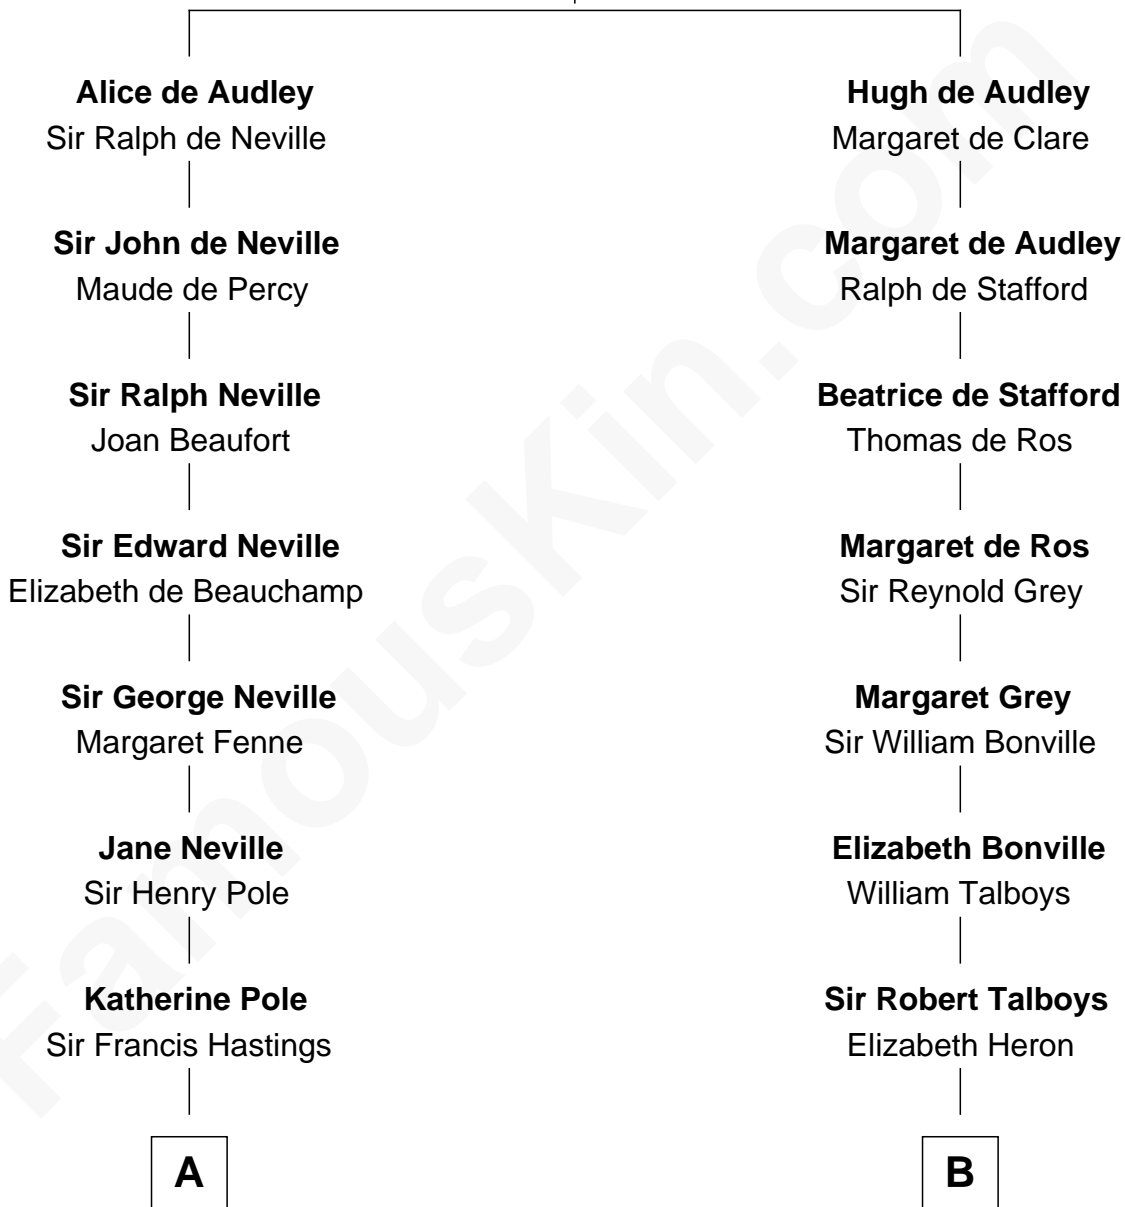 Alice de Audley
Sir Ralph de Neville
Sir John de Neville
Maude de Percy
Sir Ralph Neville
Joan Beaufort
Sir Edward Neville
Elizabeth de Beauchamp
Sir George Neville
Margaret Fenne
Jane Neville
Sir Henry Pole
Katherine Pole
Sir Francis Hastings
A
Hugh de Audley
Margaret de Clare
Margaret de Audley
Ralph de Stafford
Beatrice de Stafford
Thomas de Ros
Margaret de Ros
Sir Reynold Grey
Margaret Grey
Sir William Bonville
Elizabeth Bonville
William Talboys
Sir Robert Talboys
Elizabeth Heron
B
FamousKin.com